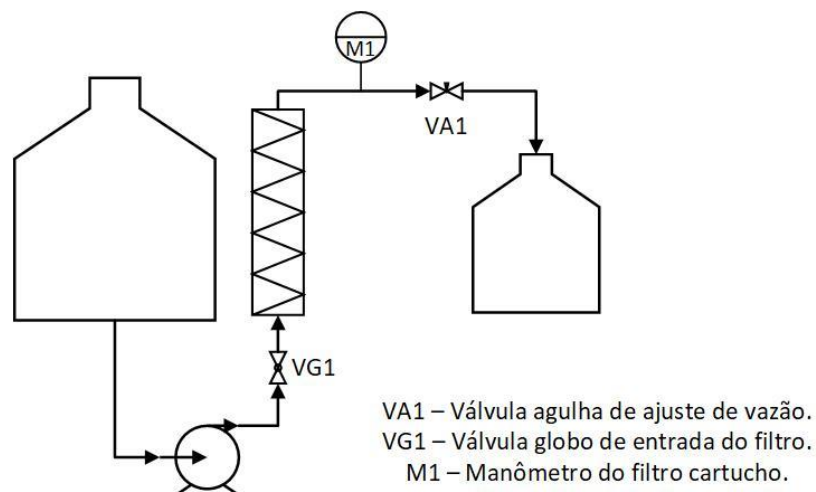 M1
VA1
VG1
VA1 – Válvula agulha de ajuste de vazão.
VG1 – Válvula globo de entrada do filtro.
M1 – Manômetro do filtro cartucho.